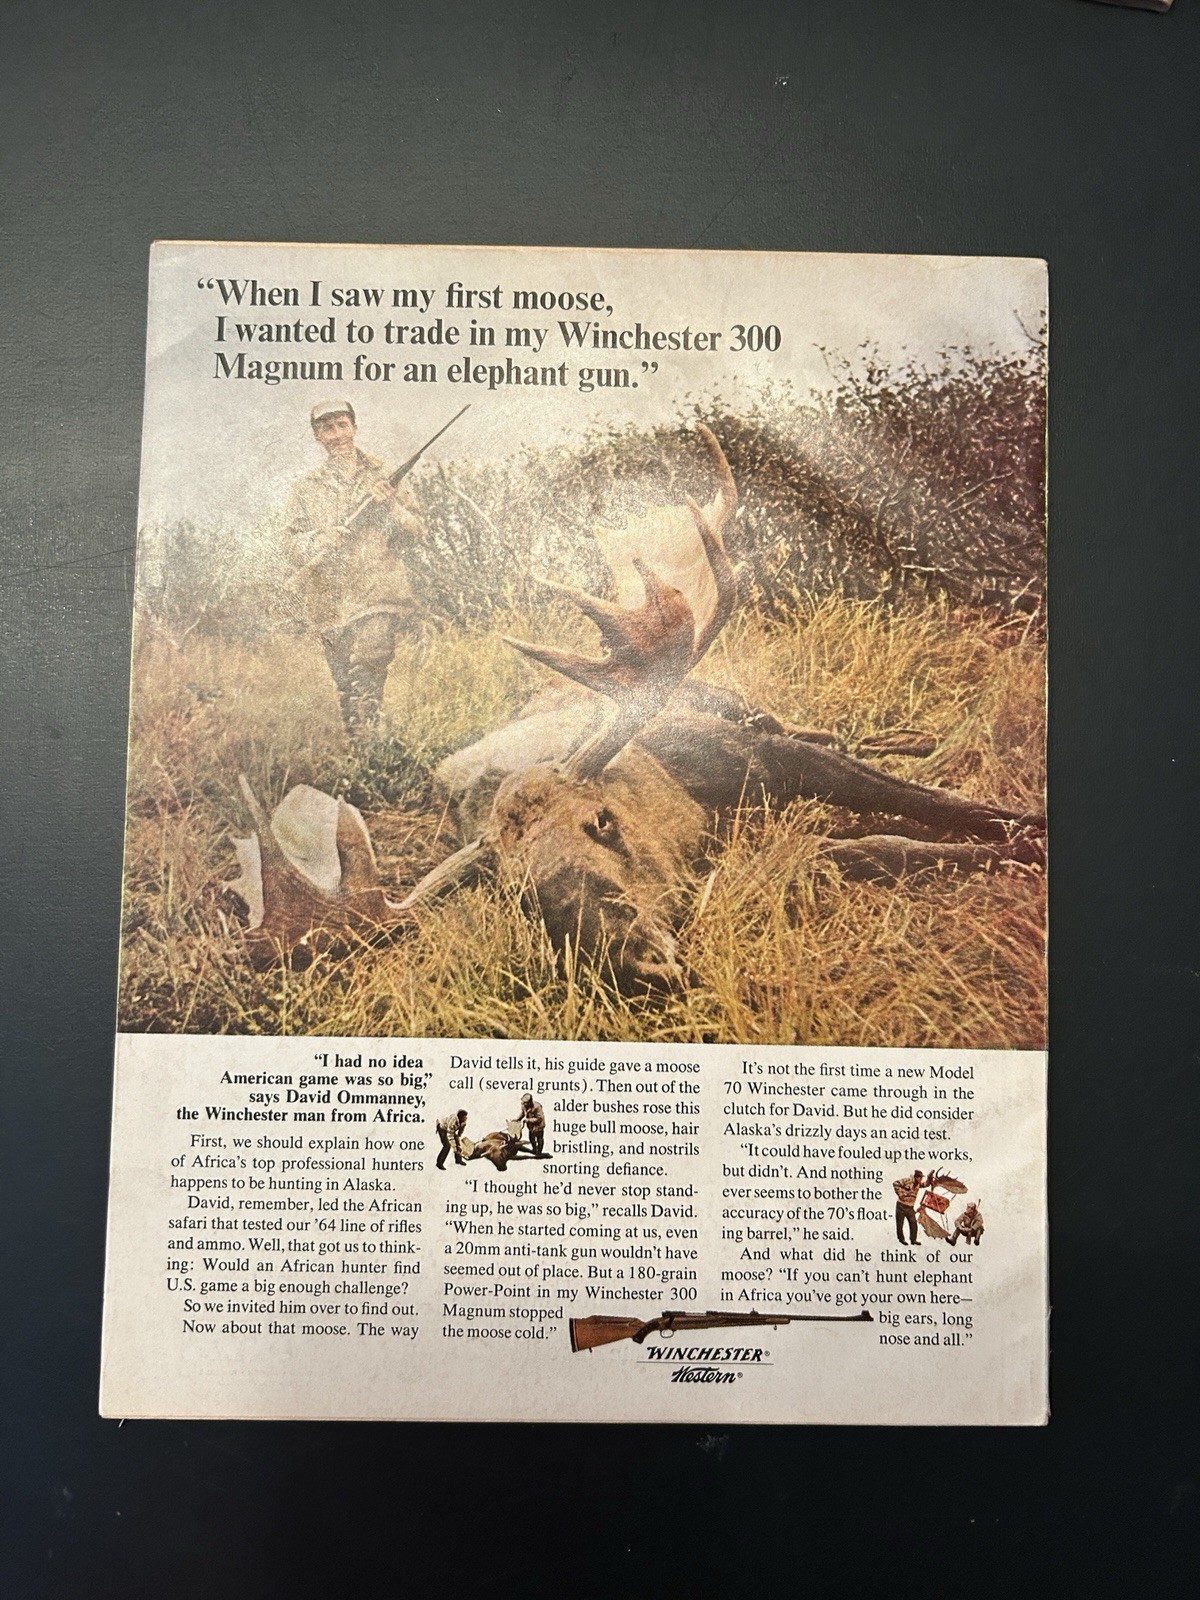 “When I saw my first moose,
I wanted to trade in my Winchester 300
Magnum for an elephant gun.”
“I had no idea
American game was so big,”
says David Ommanney,
the Winchester man from Africa.
First, we should explain how one
of Africa's top professional hunters
happens to be hunting in Alaska.
David, remember, led the African
safari that tested our '64 line of rifles
and ammo. Well, that got us to think-
ing: Would an African hunter find
U.S. game a big enough challenge?
So we invited him over to find out.
Now about that moose. The way
David tells it, his guide gave a moose
call (several grunts). Then out of the
alder bushes rose this
huge bull moose, hair
bristling, and nostrils
snorting defiance.
“I thought he'd never stop stand-
ing up, he was so big,” recalls David.
“When he started coming at us, even
a 20mm anti-tank gun wouldn't have
seemed out of place. But a 180-grain
Power-Point in my Winchester 300
Magnum stopped
the moose cold.”
It's not the first time a new Model
70 Winchester came through in the
clutch for David. But he did consider
Alaska's drizzly days an acid test.
“It could have fouled up the works,
but didn't. And nothing
ever seems to bother the
accuracy of the 70's float-
ing barrel,” he said.
And what did he think of our
moose? “If you can't hunt elephant
in Africa you've got your own here—
big ears, long
nose and all.”
WINCHESTER®
Western®